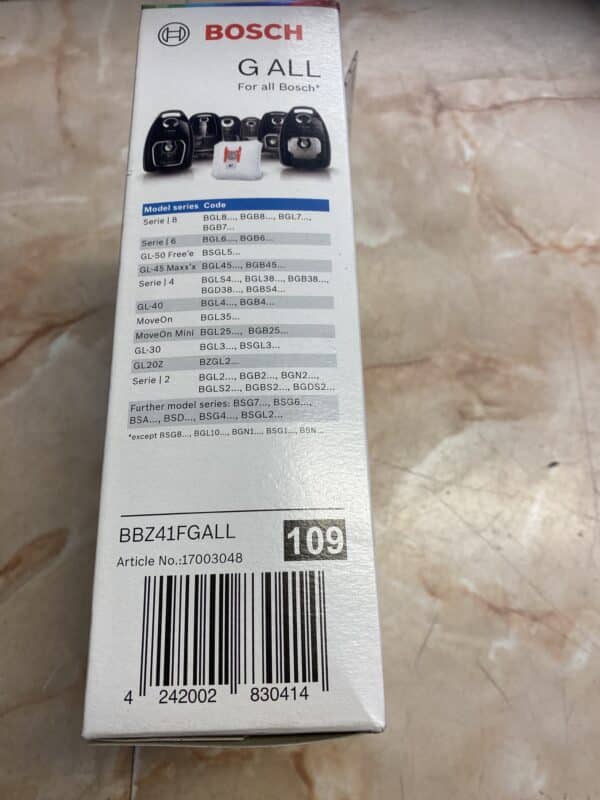 BOSCH
G ALL
For all Bosch*
Model series Code
Serie | 8 BGL8..., BGB8..., BGL7...,
BGB7...
Serie | 6 BGL6..., BGB6...
GL-50 Free'e BSGL5...
GL-45 Maxx'x BGL45..., BGB45...
Serie | 4 BGLS4..., BGL38..., BGB38...,
BGD38..., BGBS4...
GL-40 BGL4..., BGB4...
MoveOn BGL35...
MoveOn Mini BGL25..., BGB25...
GL-30 BGL3..., BSGL3...
GL20Z BZGL2...
Serie | 2 BGL2..., BGB2..., BGN2...,
BGLS2..., BGBS2..., BGDS2...
Further model series: BSG7..., BSG6...,
BSA..., BSD..., BSG4..., BSGL2...
*except BSG8..., BGL10..., BGN1..., BSG1..., BSN...
BBZ41FGALL 109
Article No.:17003048
4 242002 830414